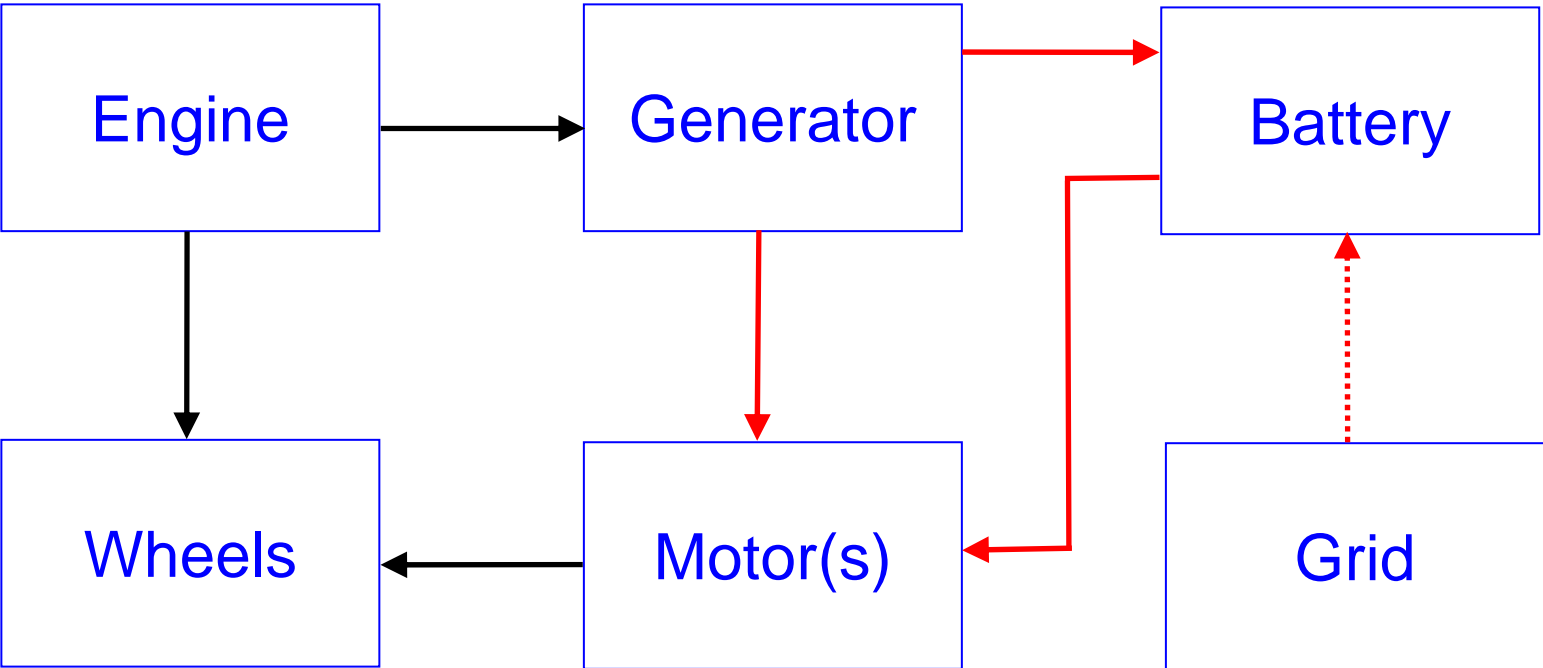 Engine
Generator
Battery
Wheels
Motor(s)
Grid